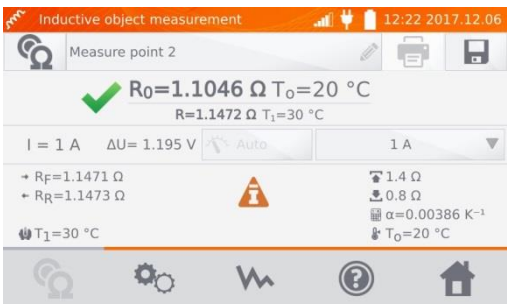 Inductive object measurement 12:22 2017.12.06
Measure point 2
R0=1.1046 Ω To=20 °C
R=1.1472 Ω T1=30 °C
I = 1 A ΔU= 1.195 V Auto 1 A
RF=1.1471 Ω 1.4 Ω
RR=1.1473 Ω 0.8 Ω
α=0.00386 K⁻¹
T1=30 °C To=20 °C